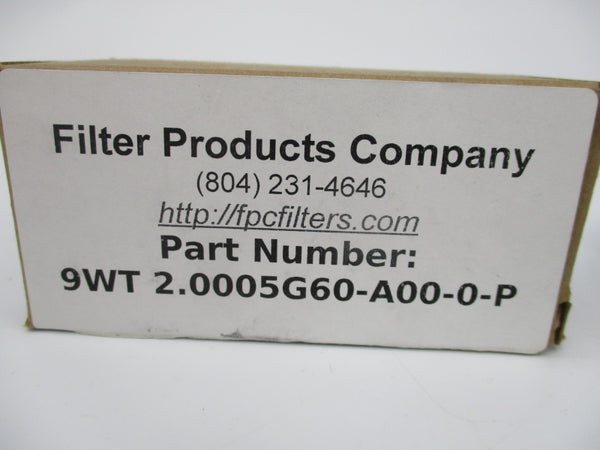 Filter Products Company
(804) 231-4646
http://fpcfilters.com
Part Number:
9WT 2.0005G60-A00-0-P